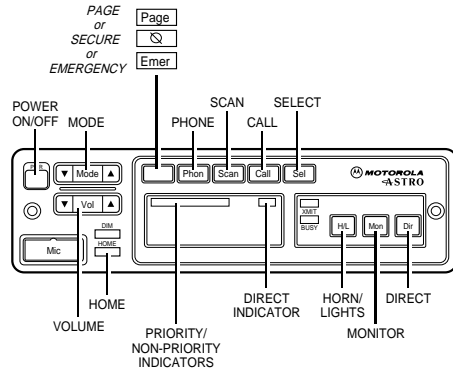 PAGE
or
SECURE
or
EMERGENCY
Page
Emer
POWER
ON/OFF
MODE
PHONE
SCAN
CALL
SELECT
Mode
Phon
Scan
Call
Sel
MOTOROLA
ASTRO
Vol
DIM
HOME
Mic
XMIT
BUSY
H/L
Mon
Dir
HOME
VOLUME
PRIORITY/
NON-PRIORITY
INDICATORS
DIRECT
INDICATOR
HORN/
LIGHTS
MONITOR
DIRECT